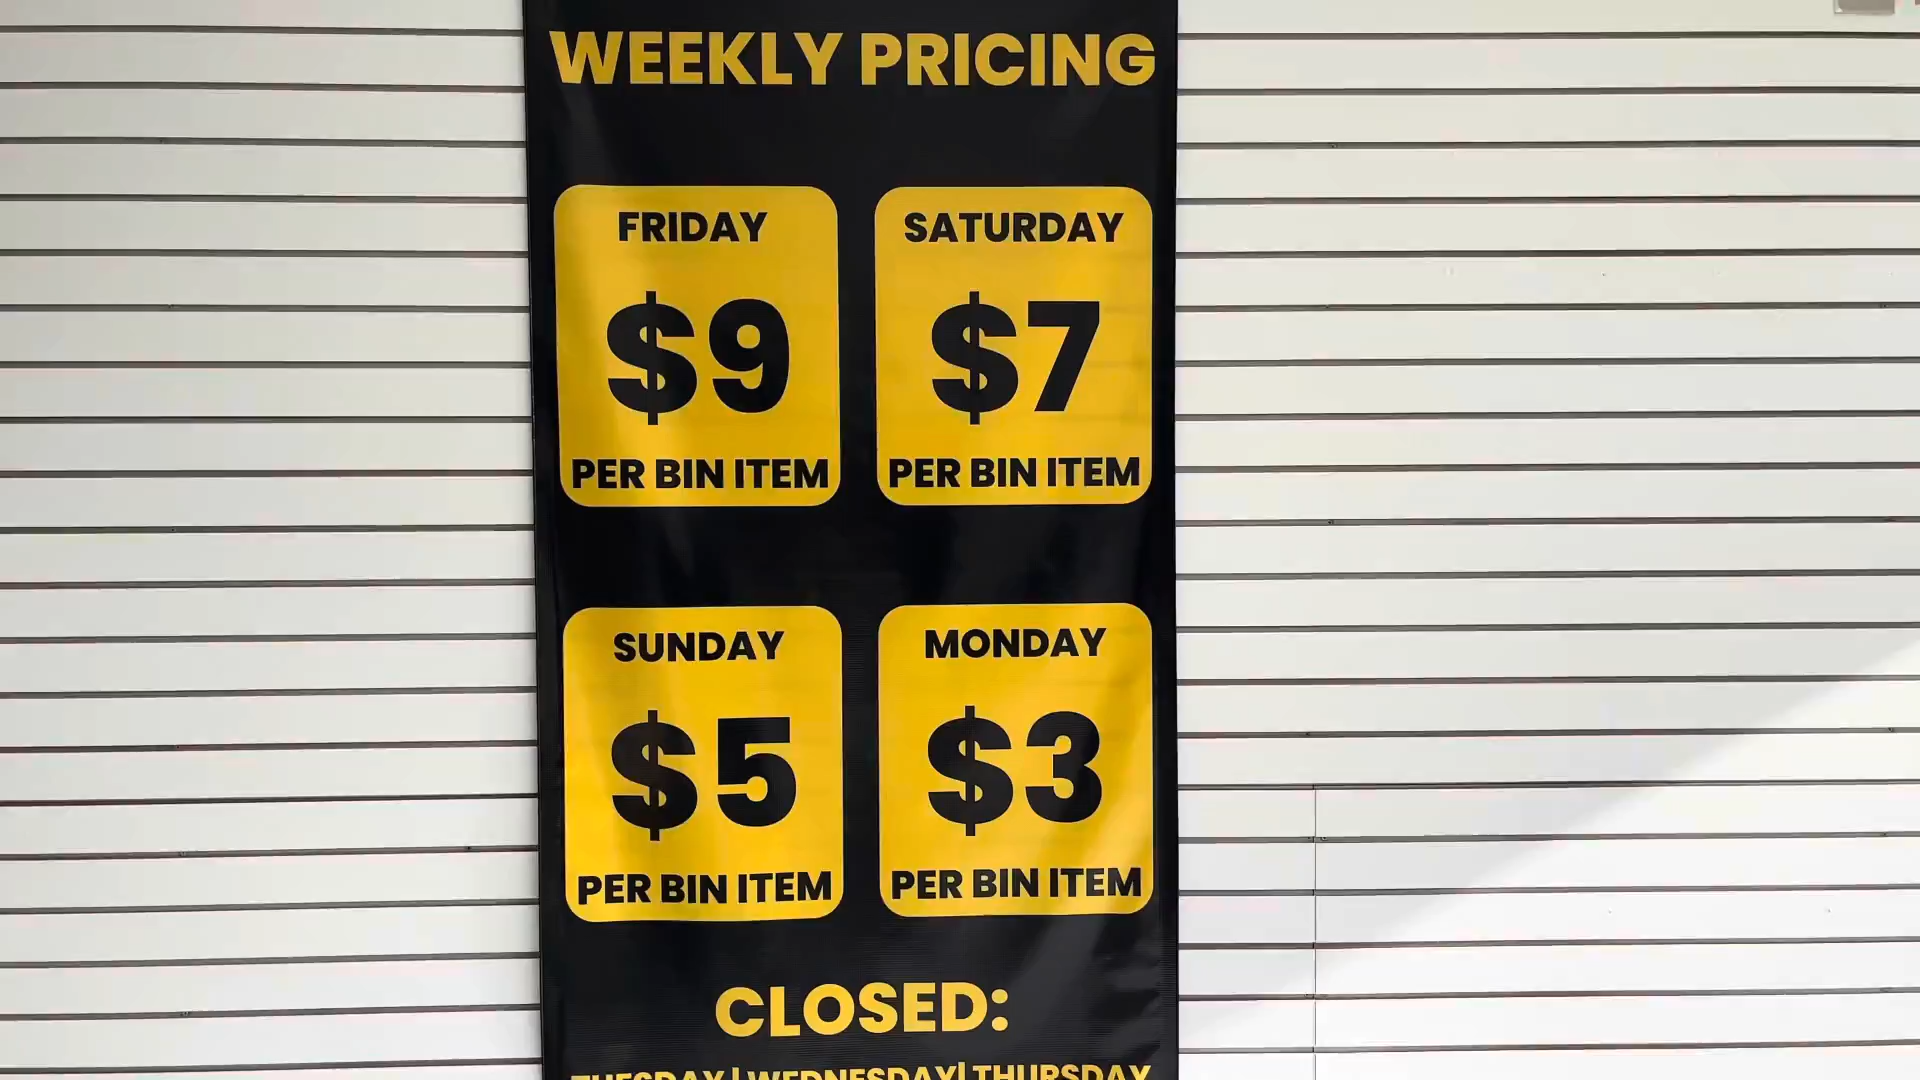 WEEKLY PRICING
FRIDAY
$9
PER BIN ITEM
SATURDAY
$7
PER BIN ITEM
SUNDAY
$5
PER BIN ITEM
MONDAY
$3
PER BIN ITEM
CLOSED:
TUESDAY | WEDNESDAY| THURSDAY